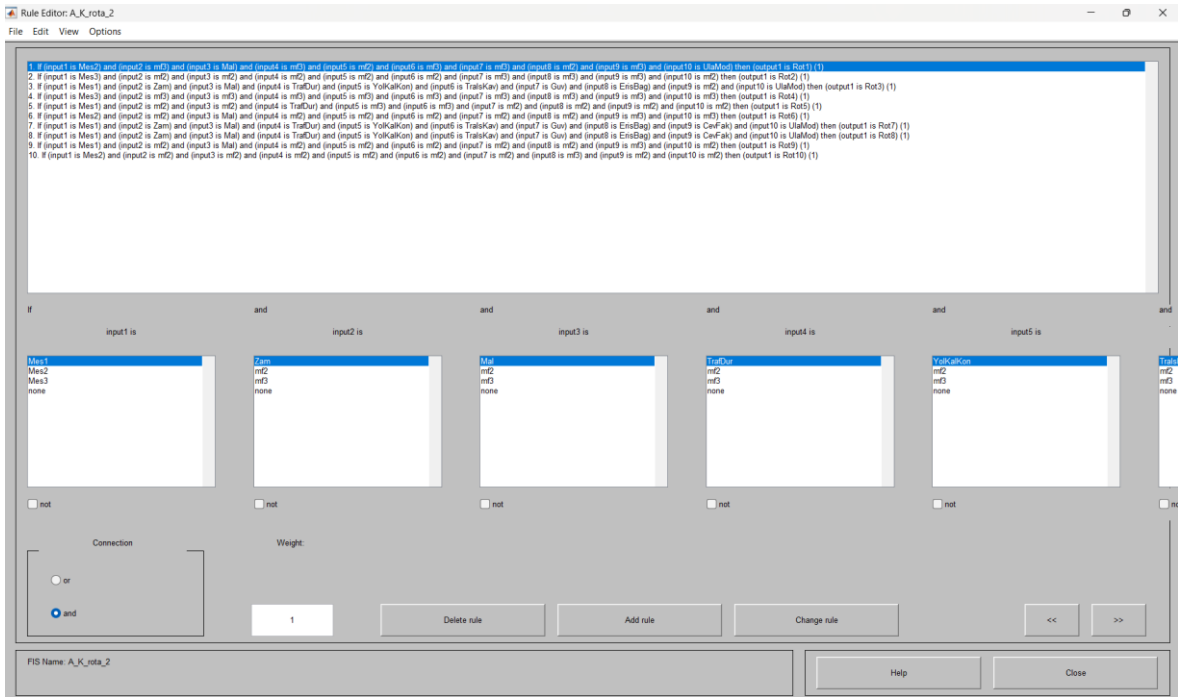 Rule Editor: A_K_rota_2
File Edit View Options
1. If (input1 is Mes2) and (input2 is mf3) and (input3 is Mal) and (input4 is mf3) and (input5 is mf2) and (input6 is mf3) and (input7 is mf3) and (input8 is mf2) and (input9 is mf3) and (input10 is UlaMod) then (output1 is Rot1) (1)
2. If (input1 is Mes3) and (input2 is mf2) and (input3 is mf2) and (input4 is mf2) and (input5 is mf2) and (input6 is mf2) and (input7 is mf3) and (input8 is mf3) and (input9 is mf3) and (input10 is mf2) then (output1 is Rot2) (1)
3. If (input1 is Mes1) and (input2 is Zam) and (input3 is Mal) and (input4 is TrafDur) and (input5 is YolKalKon) and (input6 is TralsKav) and (input7 is Guv) and (input8 is ErisBag) and (input9 is mf2) and (input10 is UlaMod) then (output1 is Rot3) (1)
4. If (input1 is Mes3) and (input2 is mf3) and (input3 is mf3) and (input4 is mf3) and (input5 is mf3) and (input6 is mf3) and (input7 is mf3) and (input8 is mf3) and (input9 is mf3) and (input10 is mf3) then (output1 is Rot4) (1)
5. If (input1 is Mes1) and (input2 is mf2) and (input3 is mf2) and (input4 is TrafDur) and (input5 is mf3) and (input6 is mf3) and (input7 is mf2) and (input8 is mf2) and (input9 is mf2) and (input10 is mf2) then (output1 is Rot5) (1)
6. If (input1 is Mes2) and (input2 is mf2) and (input3 is Mal) and (input4 is mf2) and (input5 is mf2) and (input6 is mf2) and (input7 is mf2) and (input8 is mf3) and (input9 is mf3) and (input10 is mf3) then (output1 is Rot6) (1)
7. If (input1 is Mes1) and (input2 is Zam) and (input3 is Mal) and (input4 is TrafDur) and (input5 is YolKalKon) and (input6 is TralsKav) and (input7 is Guv) and (input8 is ErisBag) and (input9 is CevFak) and (input10 is UlaMod) then (output1 is Rot7) (1)
8. If (input1 is Mes1) and (input2 is Zam) and (input3 is Mal) and (input4 is TrafDur) and (input5 is YolKalKon) and (input6 is TralsKav) and (input7 is Guv) and (input8 is ErisBag) and (input9 is CevFak) and (input10 is UlaMod) then (output1 is Rot8) (1)
9. If (input1 is Mes1) and (input2 is mf2) and (input3 is Mal) and (input4 is mf2) and (input5 is mf2) and (input6 is mf2) and (input7 is mf2) and (input8 is mf2) and (input9 is mf3) and (input10 is mf2) then (output1 is Rot9) (1)
10. If (input1 is Mes2) and (input2 is mf2) and (input3 is mf2) and (input4 is mf2) and (input5 is mf2) and (input6 is mf2) and (input7 is mf2) and (input8 is mf3) and (input9 is mf2) and (input10 is mf2) then (output1 is Rot10) (1)
If and and and and and
input1 is input2 is input3 is input4 is input5 is
Mes1 Zam Mal TrafDur YolKalKon Trals
Mes2 mf2 mf2 mf2 mf2 mf2
Mes3 mf3 mf3 mf3 mf3 mf3
none none none none none none
not not not not not
Connection Weight:
or
and 1 Delete rule Add rule Change rule << >>
FIS Name: A_K_rota_2 Help Close